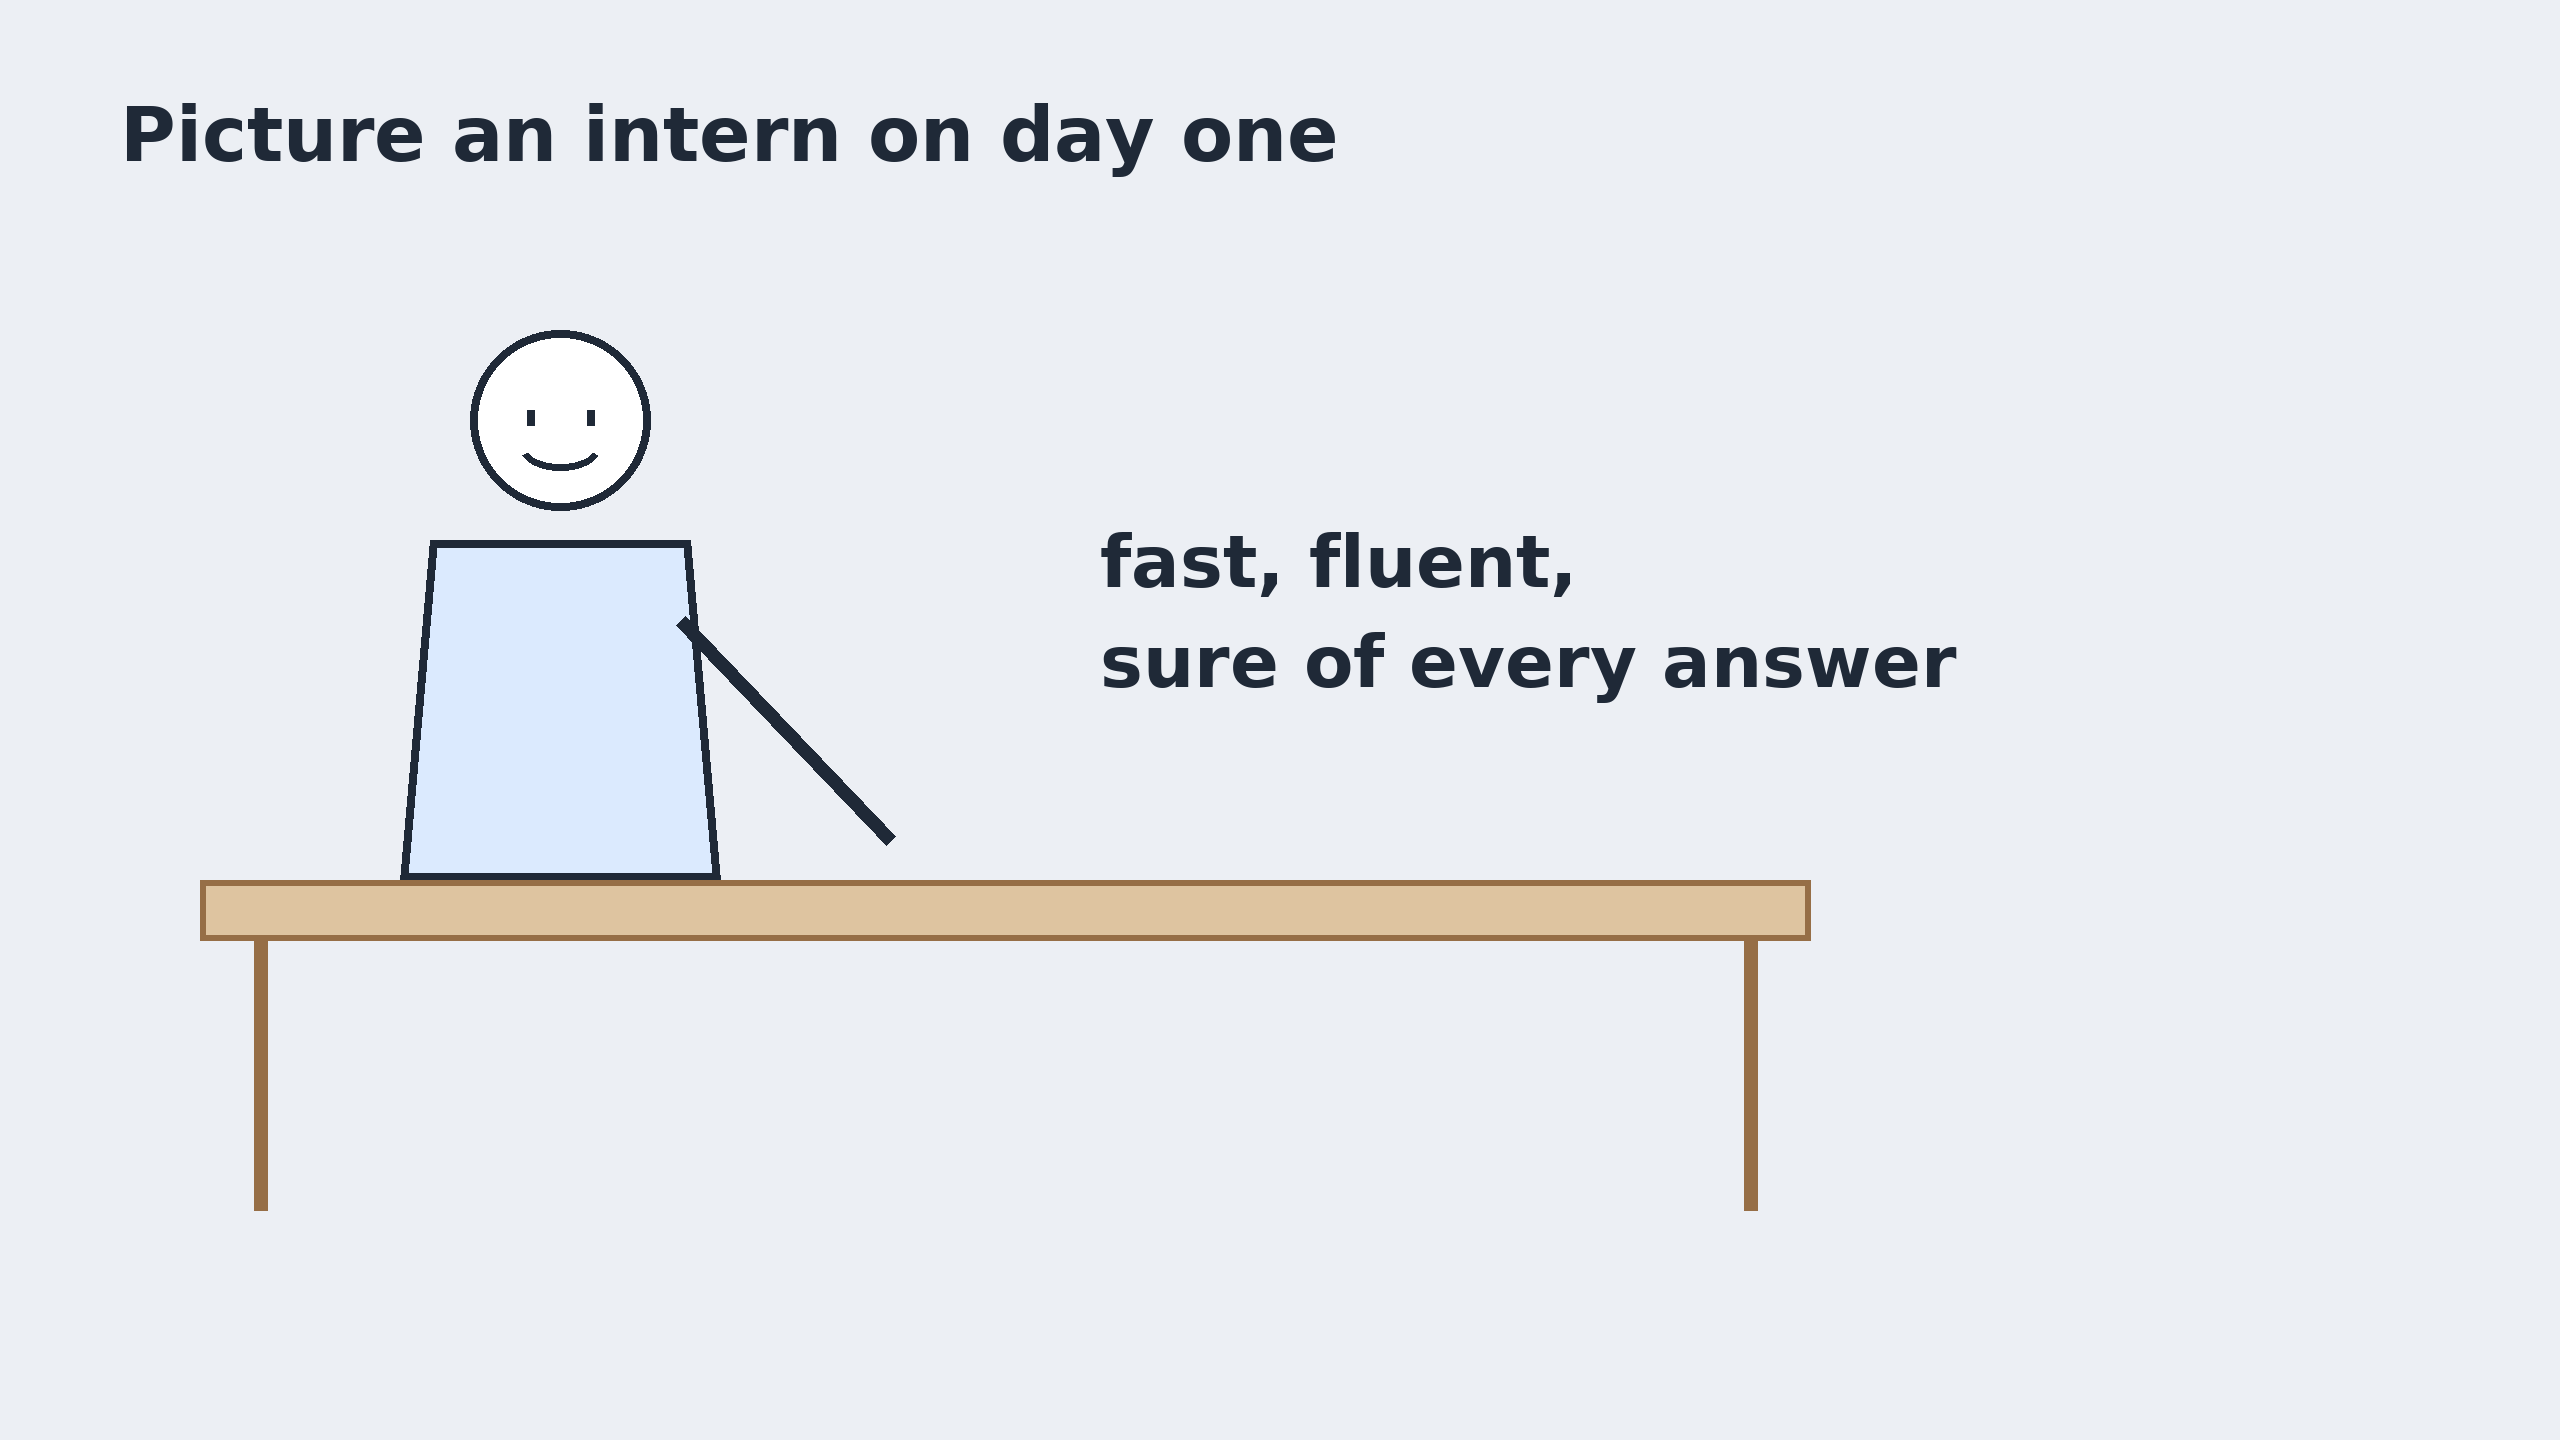 Picture an intern on day one
fast, fluent,
sure of every answer